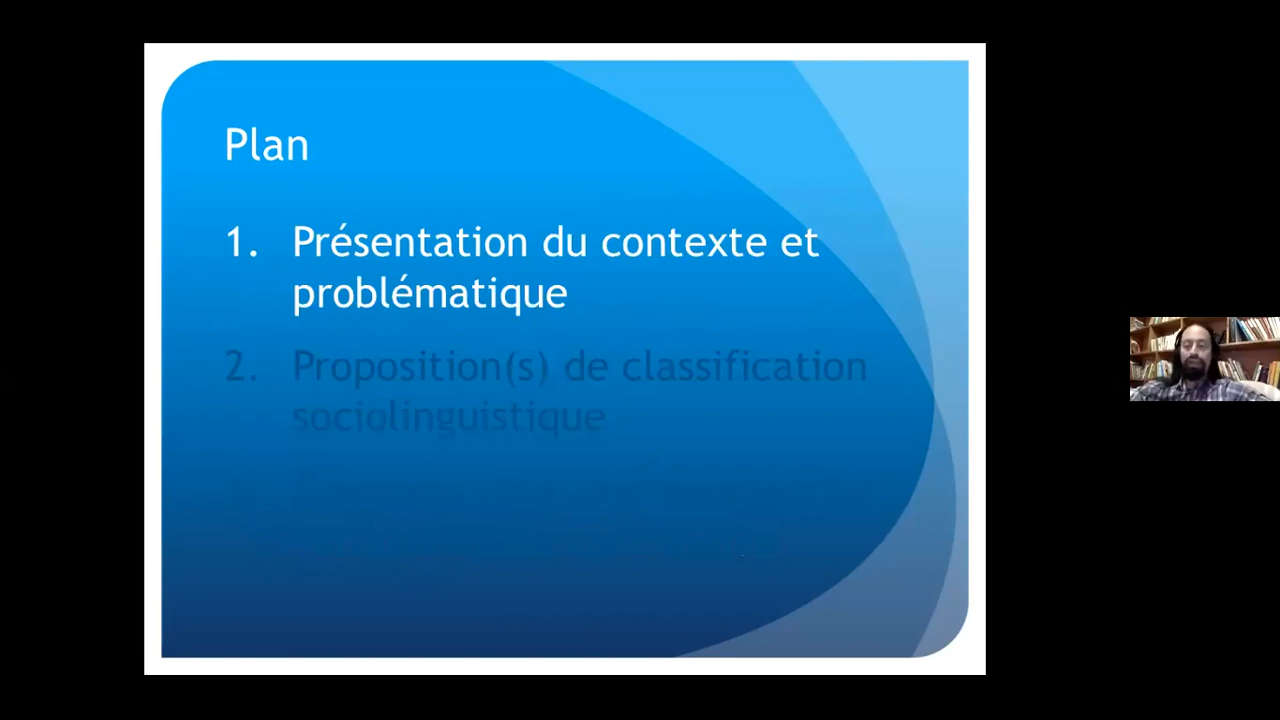 Plan
1. Présentation du contexte et
problématique
2. Proposition(s) de classification
sociolinguistique